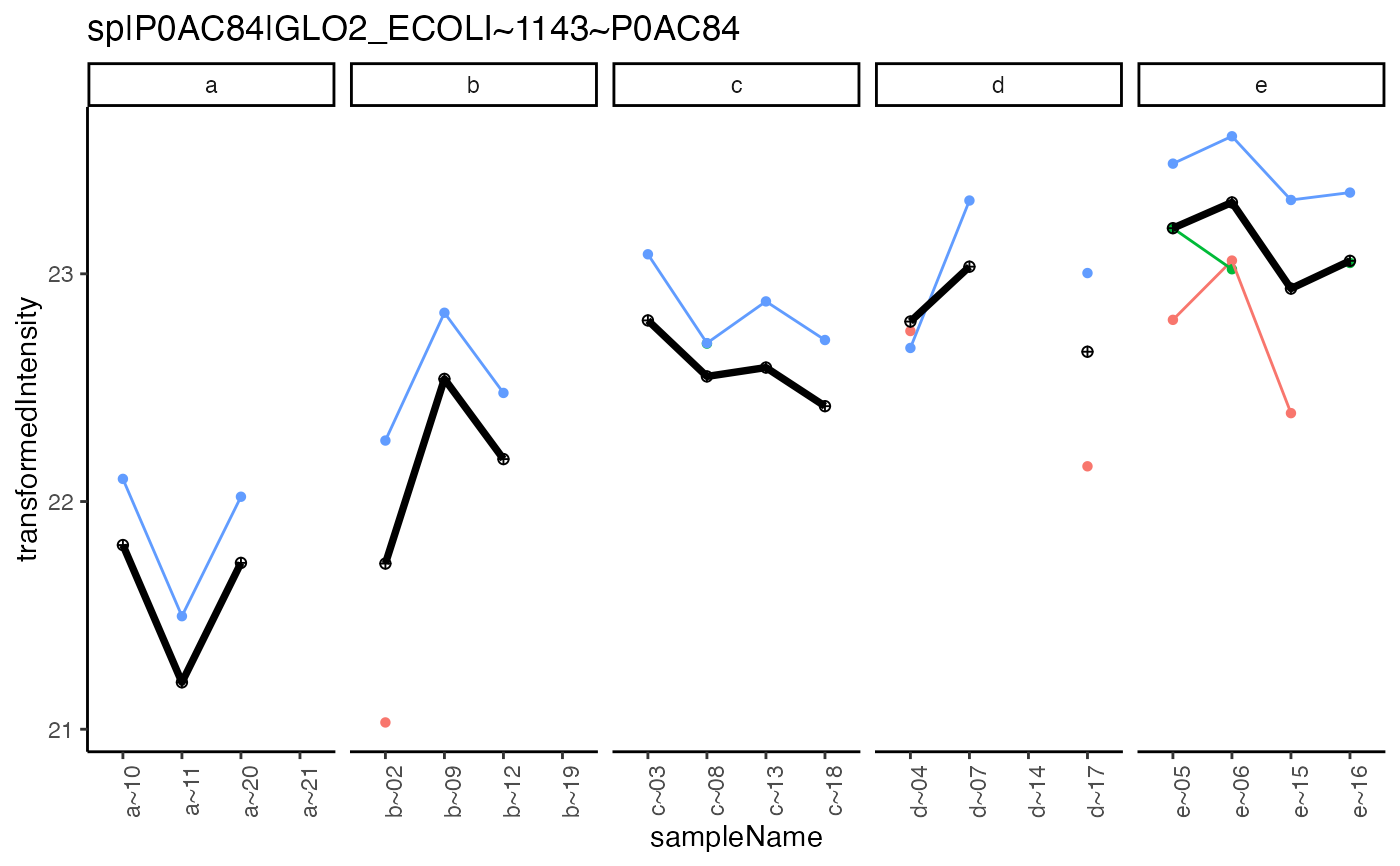 sp|P0AC84|GLO2_ECOLI~1143~P0AC84
a b c d e
transformedIntensity
23
22
21
a~10 a~11 a~20 a~21 b~02 b~09 b~12 b~19 c~03 c~08 c~13 c~18 d~04 d~07 d~14 d~17 e~05 e~06 e~15 e~16
sampleName